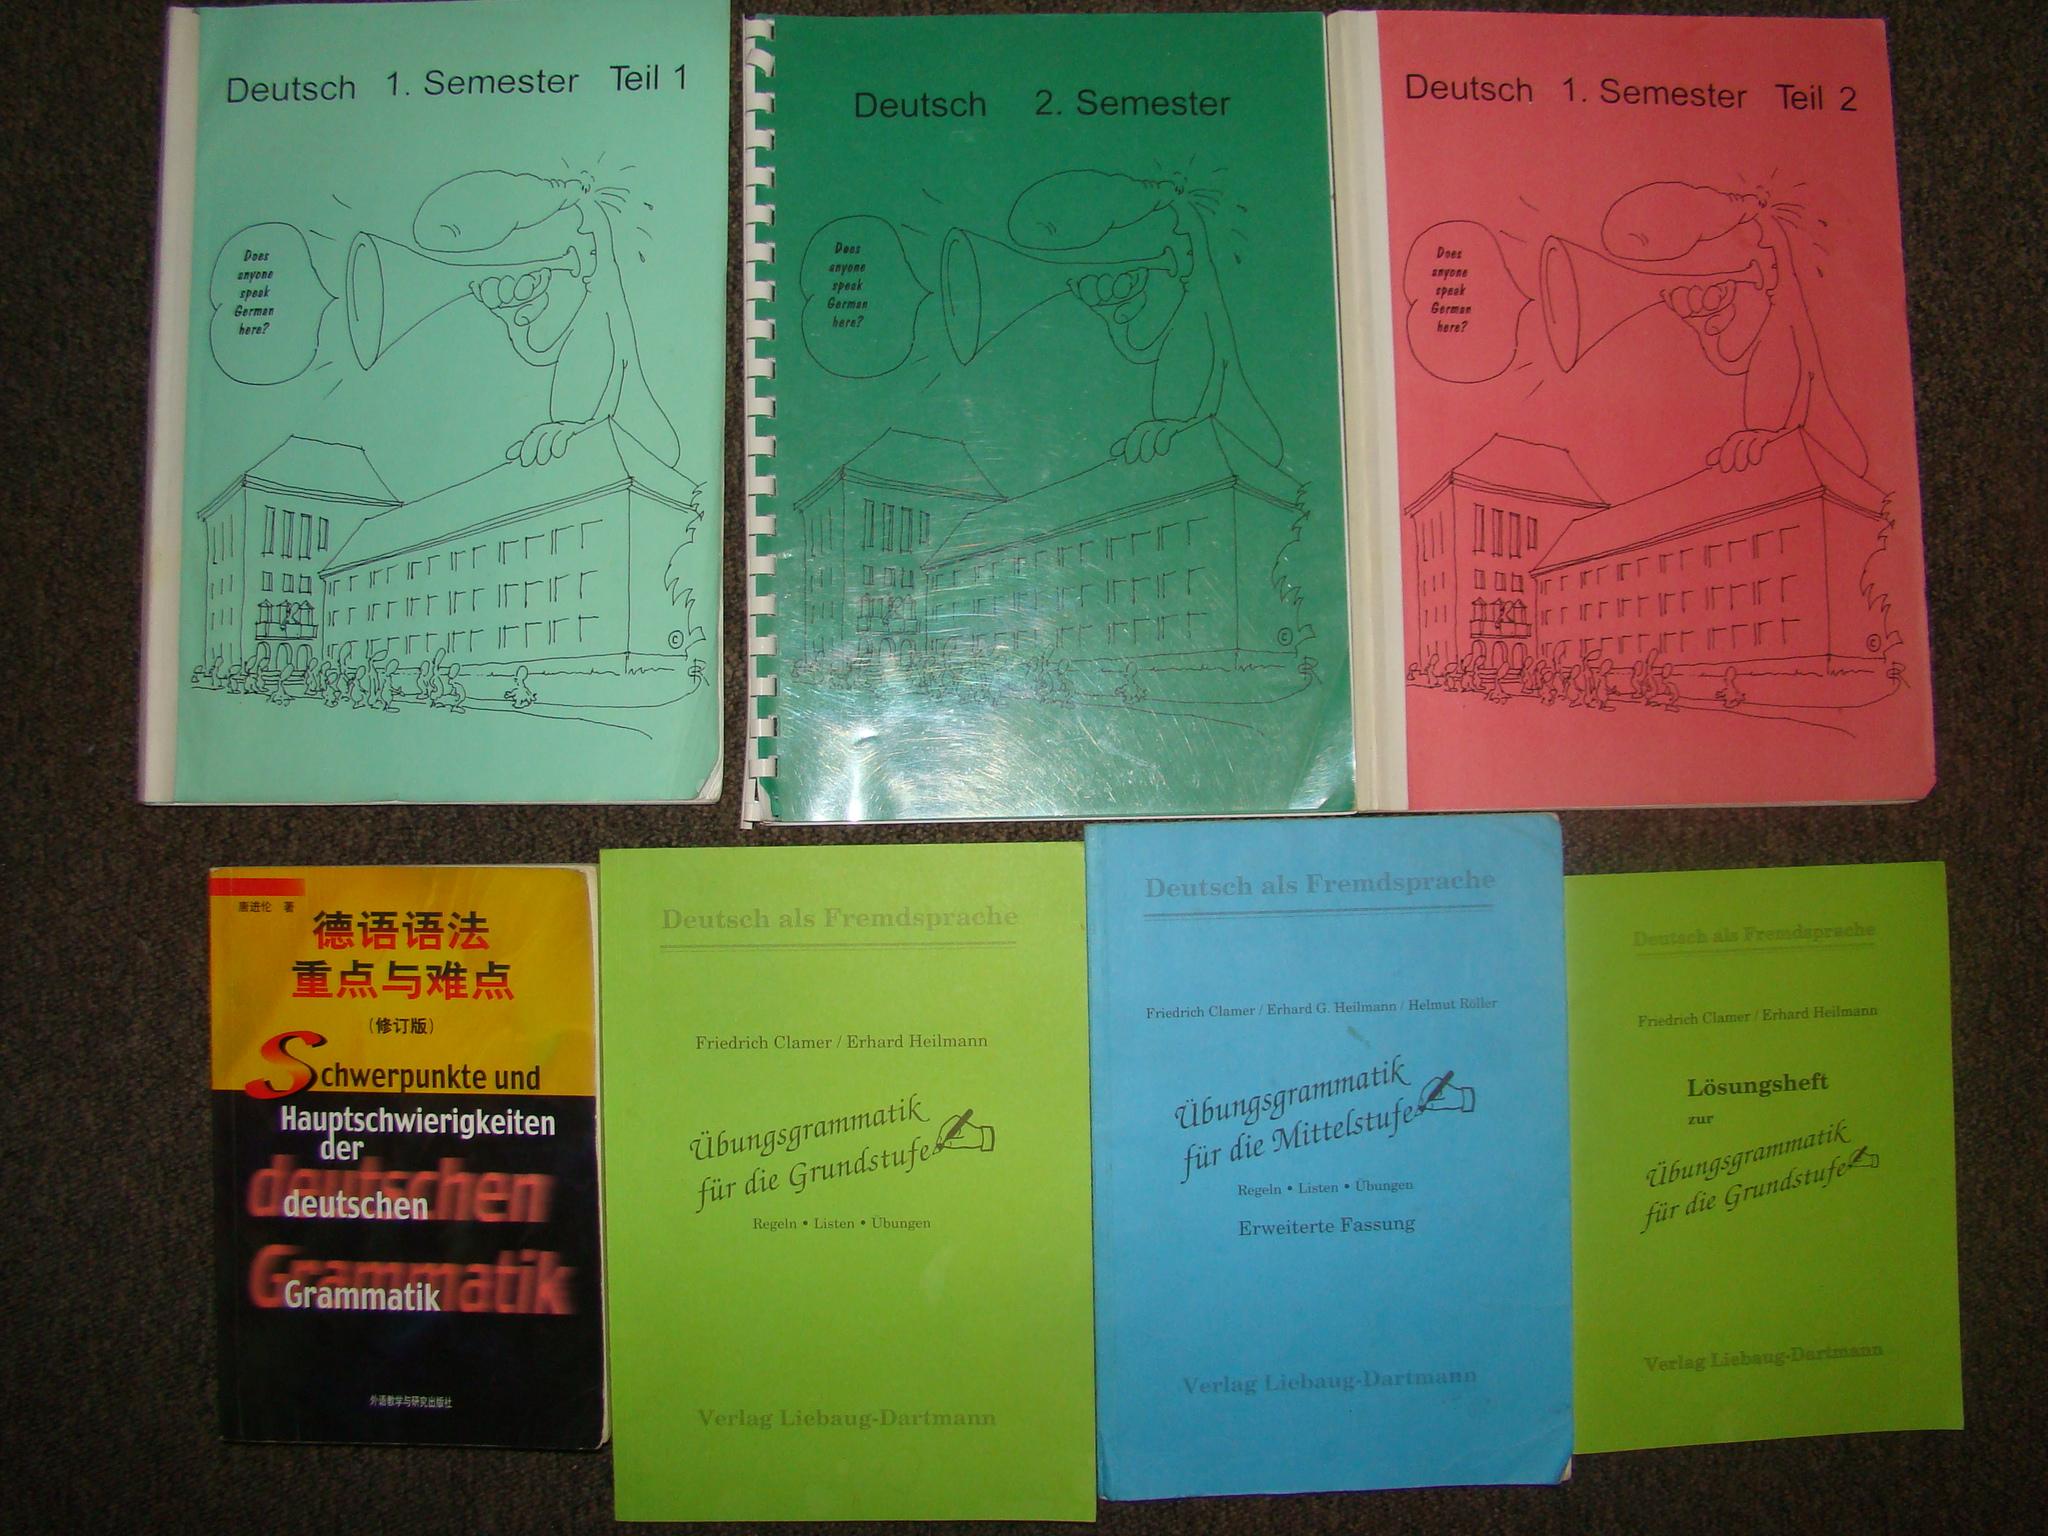 Deutsch 1. Semester Teil 1
Does
anyone
speak
German
here?
©
Deutsch 2. Semester
Does
anyone
speak
German
here?
©
Deutsch 1. Semester Teil 2
Does
anyone
speak
German
here?
©
唐进伦 著
德语语法
重点与难点
(修订版)
Schwerpunkte und
Hauptschwierigkeiten
der
deutschen
deutschen
Grammatik
Grammatik
外语教学与研究出版社
Deutsch als Fremdsprache
Friedrich Clamer / Erhard Heilmann
Übungsgrammatik
für die Grundstufe
Regeln • Listen • Übungen
Verlag Liebaug-Dartmann
Deutsch als Fremdsprache
Friedrich Clamer / Erhard G. Heilmann / Helmut Röller
Übungsgrammatik
für die Mittelstufe
Regeln • Listen • Übungen
Erweiterte Fassung
Verlag Liebaug-Dartmann
Deutsch als Fremdsprache
Friedrich Clamer / Erhard Heilmann
Lösungsheft
zur
Übungsgrammatik
für die Grundstufe
Verlag Liebaug-Dartmann